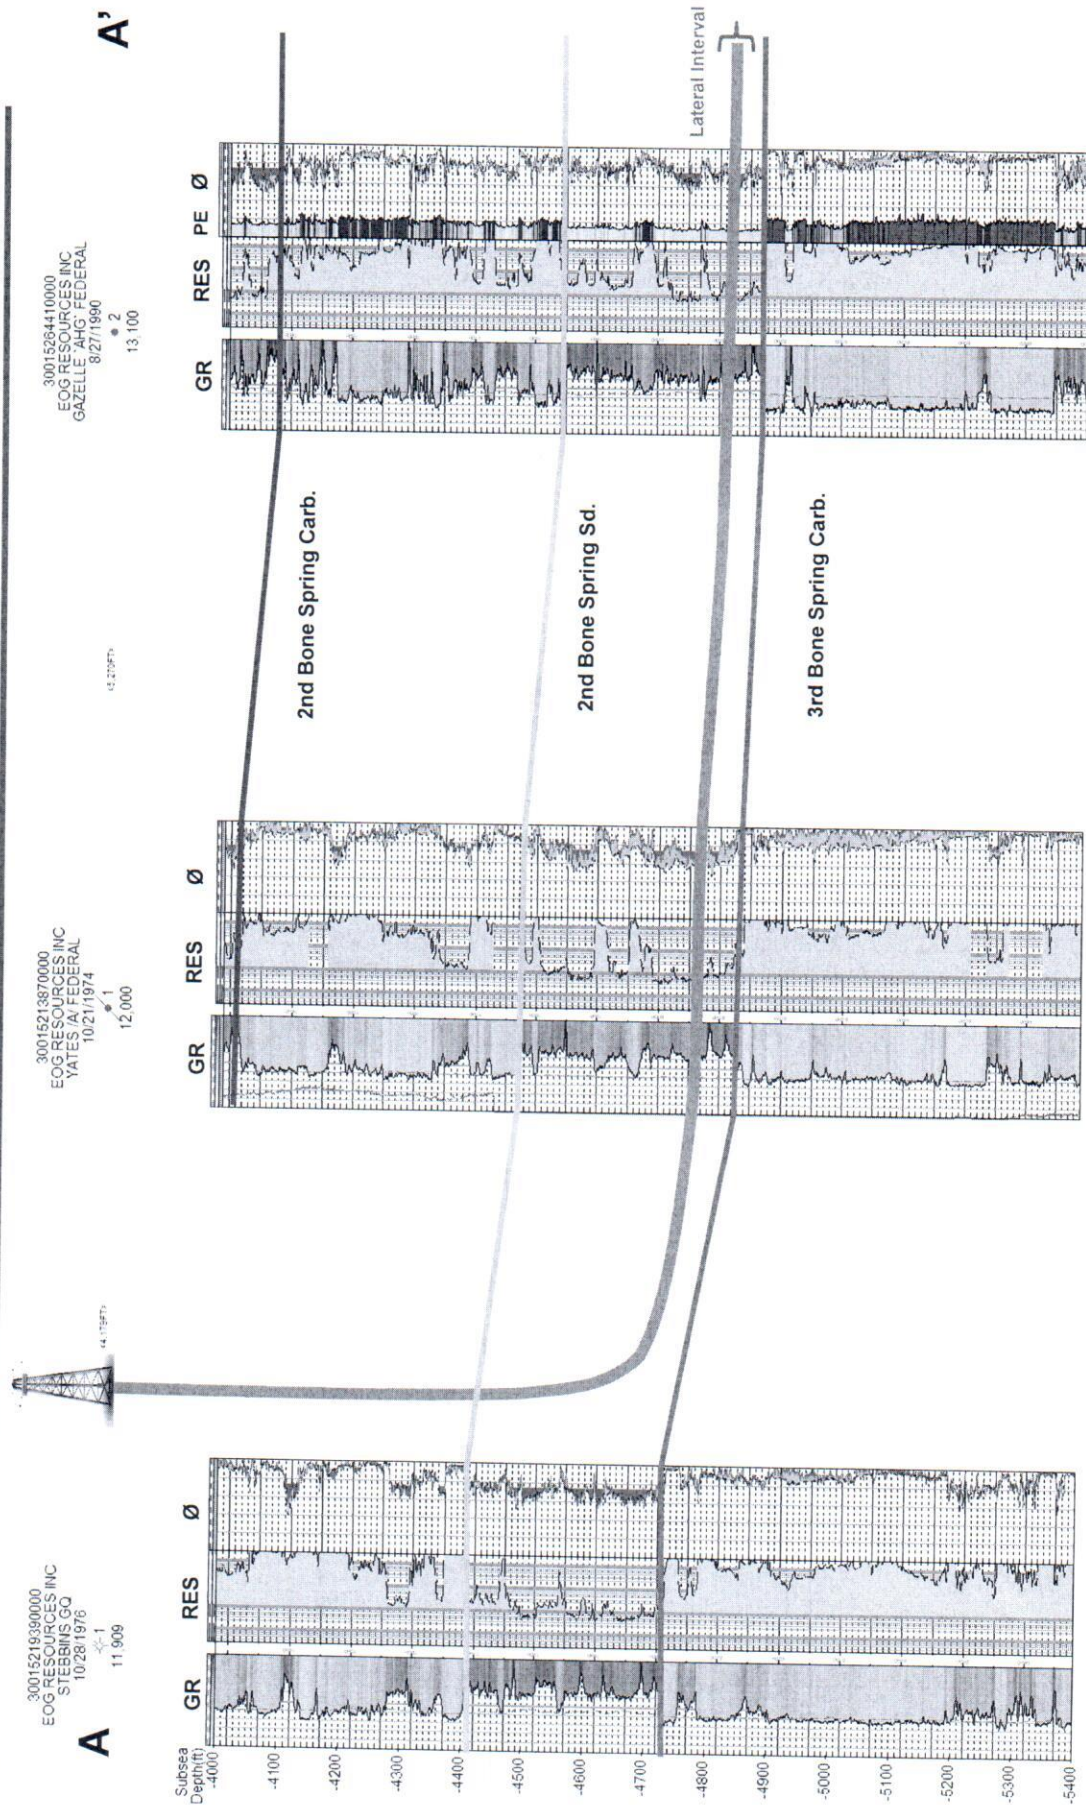 A
A'
30015219390000
EOG RESOURCES INC
STEBBINS GQ
10/28/1976
1
11,909
30015213870000
EOG RESOURCES INC
YATES /A/ FEDERAL
10/21/1974
1
12,000
30015264410000
EOG RESOURCES INC
GAZELLE 'AHG' FEDERAL
8/27/1990
2
13,100
GR RES Ø
GR RES Ø
GR RES PE Ø
Subsea
Depth(ft)
-4000
-4100
-4200
-4300
-4400
-4500
-4600
-4700
-4800
-4900
-5000
-5100
-5200
-5300
-5400
2nd Bone Spring Carb.
2nd Bone Spring Sd.
3rd Bone Spring Carb.
Lateral Interval